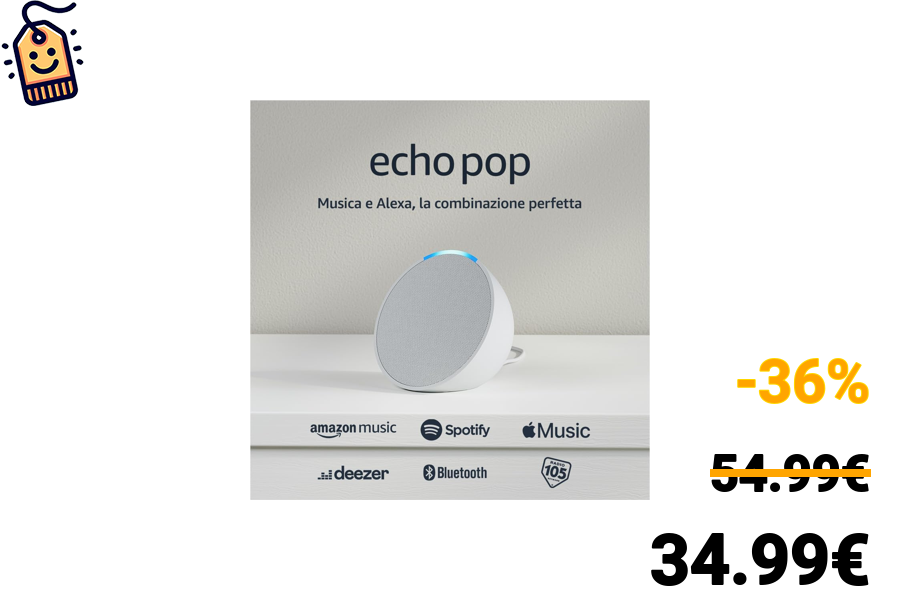 echo pop
Musica e Alexa, la combinazione perfetta
amazon music
Spotify
Music
deezer
Bluetooth
RADIO
105
-36%
54.99€
34.99€